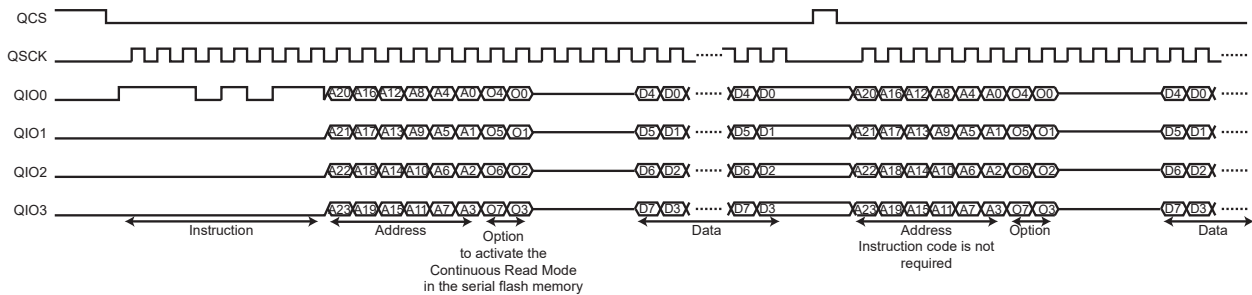 QCS
QSCK
QIO0 A20 A16 A12 A8 A4 A0 O4 O0 D4 D0 D4 D0 A20 A16 A12 A8 A4 A0 O4 O0 D4 D0
QIO1 A21 A17 A13 A9 A5 A1 O5 O1 D5 D1 D5 D1 A21 A17 A13 A9 A5 A1 O5 O1 D5 D1
QIO2 A22 A18 A14 A10 A6 A2 O6 O2 D6 D2 D6 D2 A22 A18 A14 A10 A6 A2 O6 O2 D6 D2
QIO3 A23 A19 A15 A11 A7 A3 O7 O3 D7 D3 D7 D3 A23 A19 A15 A11 A7 A3 O7 O3 D7 D3
Instruction
Address
Option
to activate the
Continuous Read Mode
in the serial flash memory
Data
Address
Instruction code is not
required
Option
Data